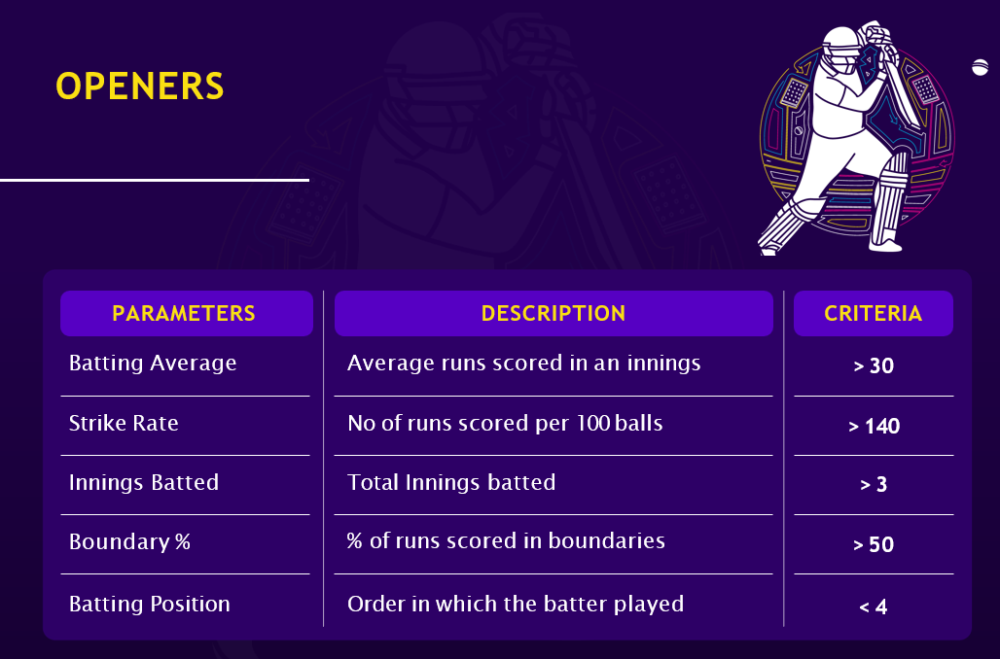 OPENERS
PARAMETERS DESCRIPTION CRITERIA
Batting Average Average runs scored in an innings > 30
Strike Rate No of runs scored per 100 balls > 140
Innings Batted Total Innings batted > 3
Boundary % % of runs scored in boundaries > 50
Batting Position Order in which the batter played < 4